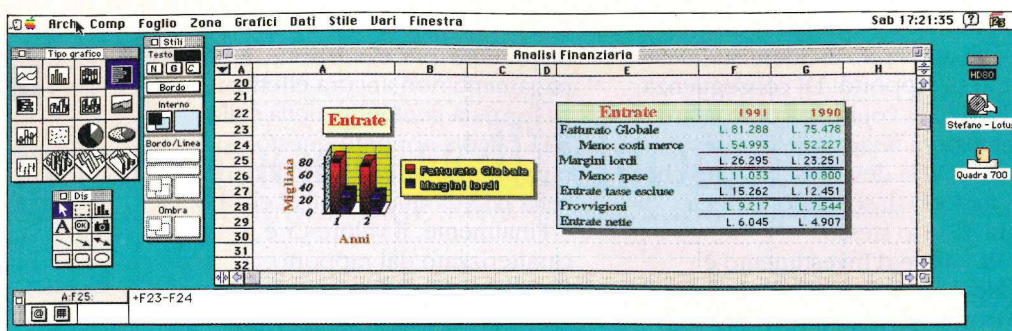 Arch Comp Foglio Zona Grafici Dati Stile Vari Finestra Sab 17:21:35
Tipo grafico
Stili
Testo
N G C
Bordo
Interno
Bordo/Linea
Ombra
Dis
A OK
Analisi Finanziaria
A A B C D E F G H
20
21
22
23
24
25
26
27
28
29
30
31
32
Entrate
Migliaia
80
60
40
20
0
1 2
Anni
Fatturato Globale
Margini lordi
Entrate 1991 1990
Fatturato Globale L. 81.288 L. 75.478
Meno: costi merce L. 54.993 L. 52.227
Margini lordi L. 26.295 L. 23.251
Meno: spese L. 11.033 L. 10.800
Entrate tasse escluse L. 15.262 L. 12.451
Provvigioni L. 9.217 L. 7.544
Entrate nette L. 6.045 L. 4.907
HD80
Stefano - Lotus
Quadra 700
A:F25: +F23-F24
@